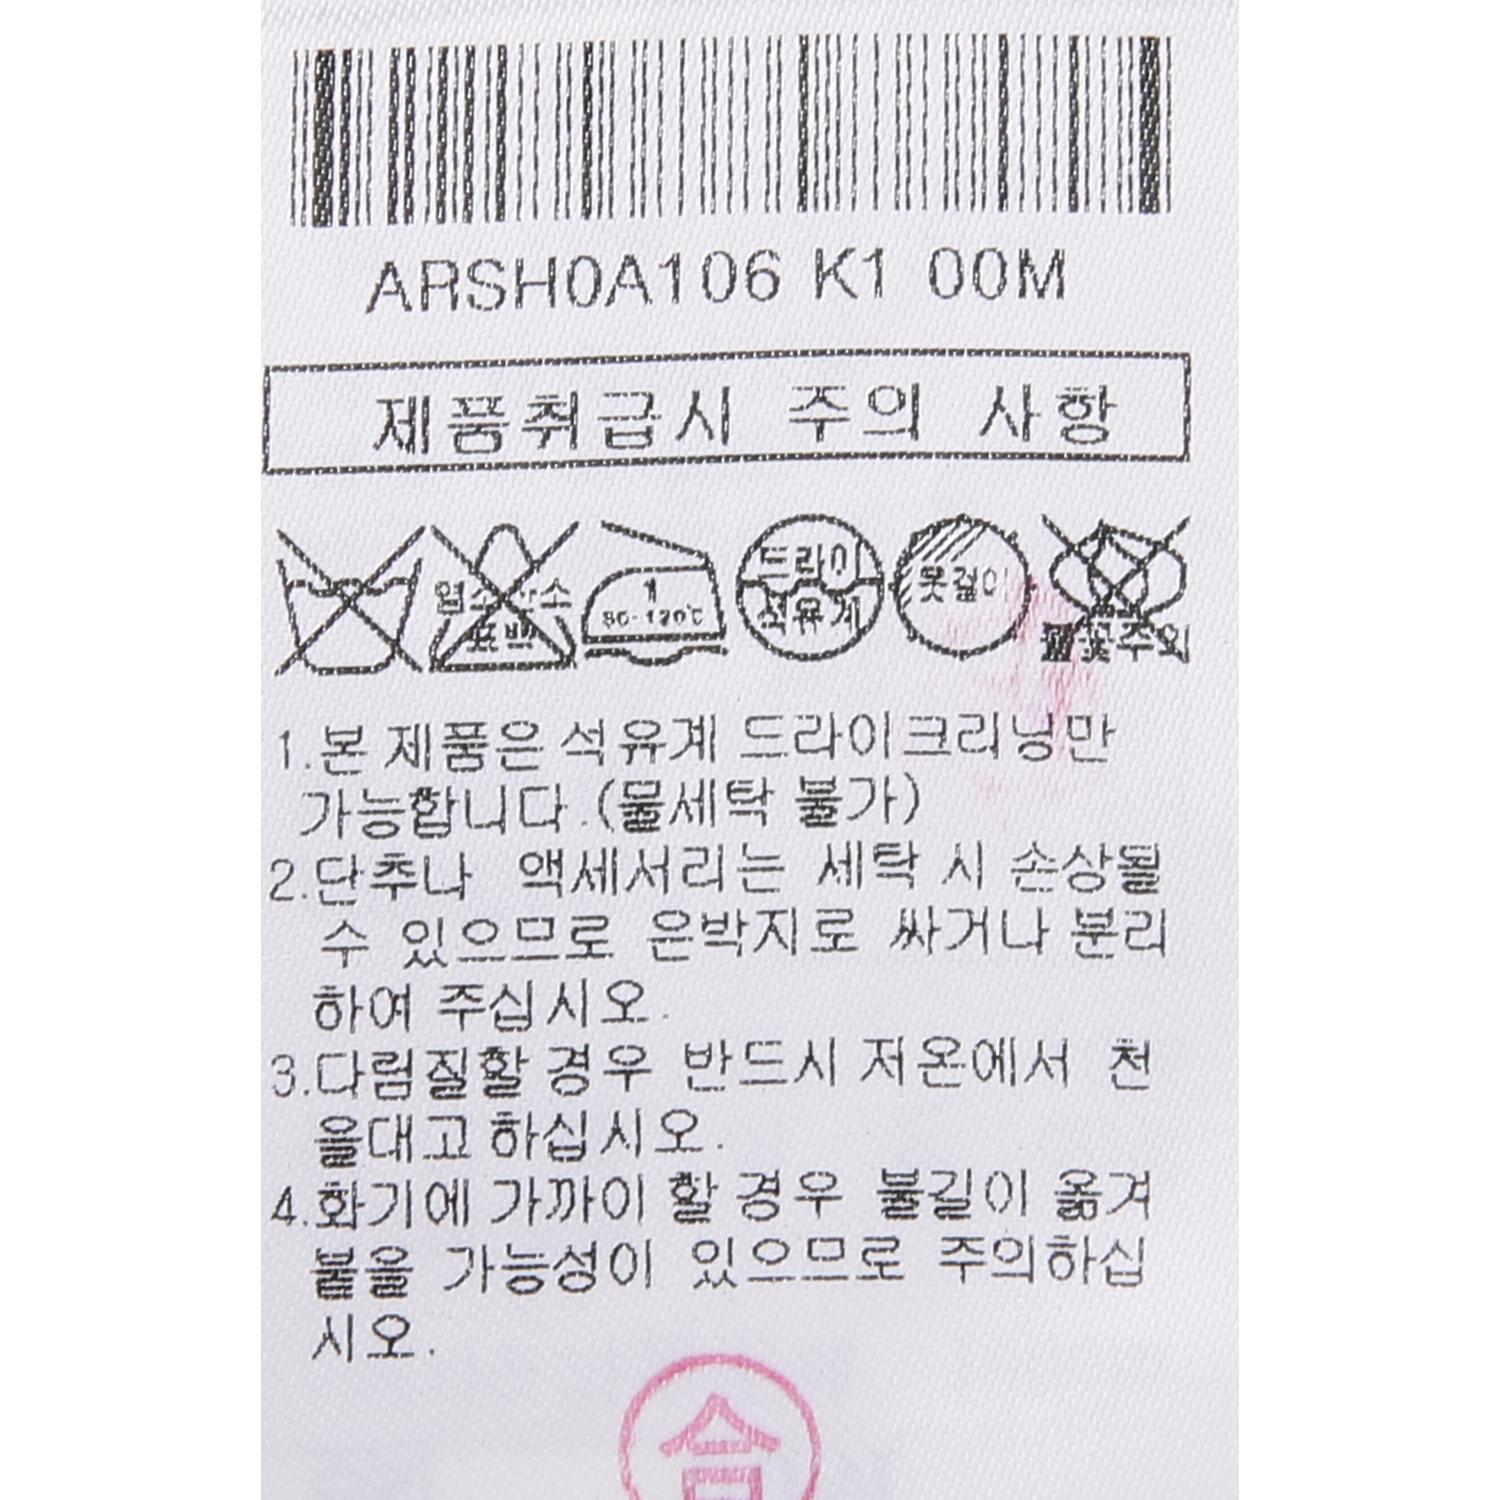 ARSH0A106 K1 00M
제품취급시 주의 사항
염소산소
표백
1
80-120℃
드라이
석유계
옷걸이
불꽃주의
1.본 제품은 석유계 드라이크리닝만
가능합니다.(물세탁 불가)
2.단추나 액세서리는 세탁 시 손상될
수 있으므로 은박지로 싸거나 분리
하여 주십시오.
3.다림질할 경우 반드시 저온에서 천
을대고 하십시오.
4.화기에 가까이 할 경우 불길이 옮겨
붙을 가능성이 있으므로 주의하십
시오.
合